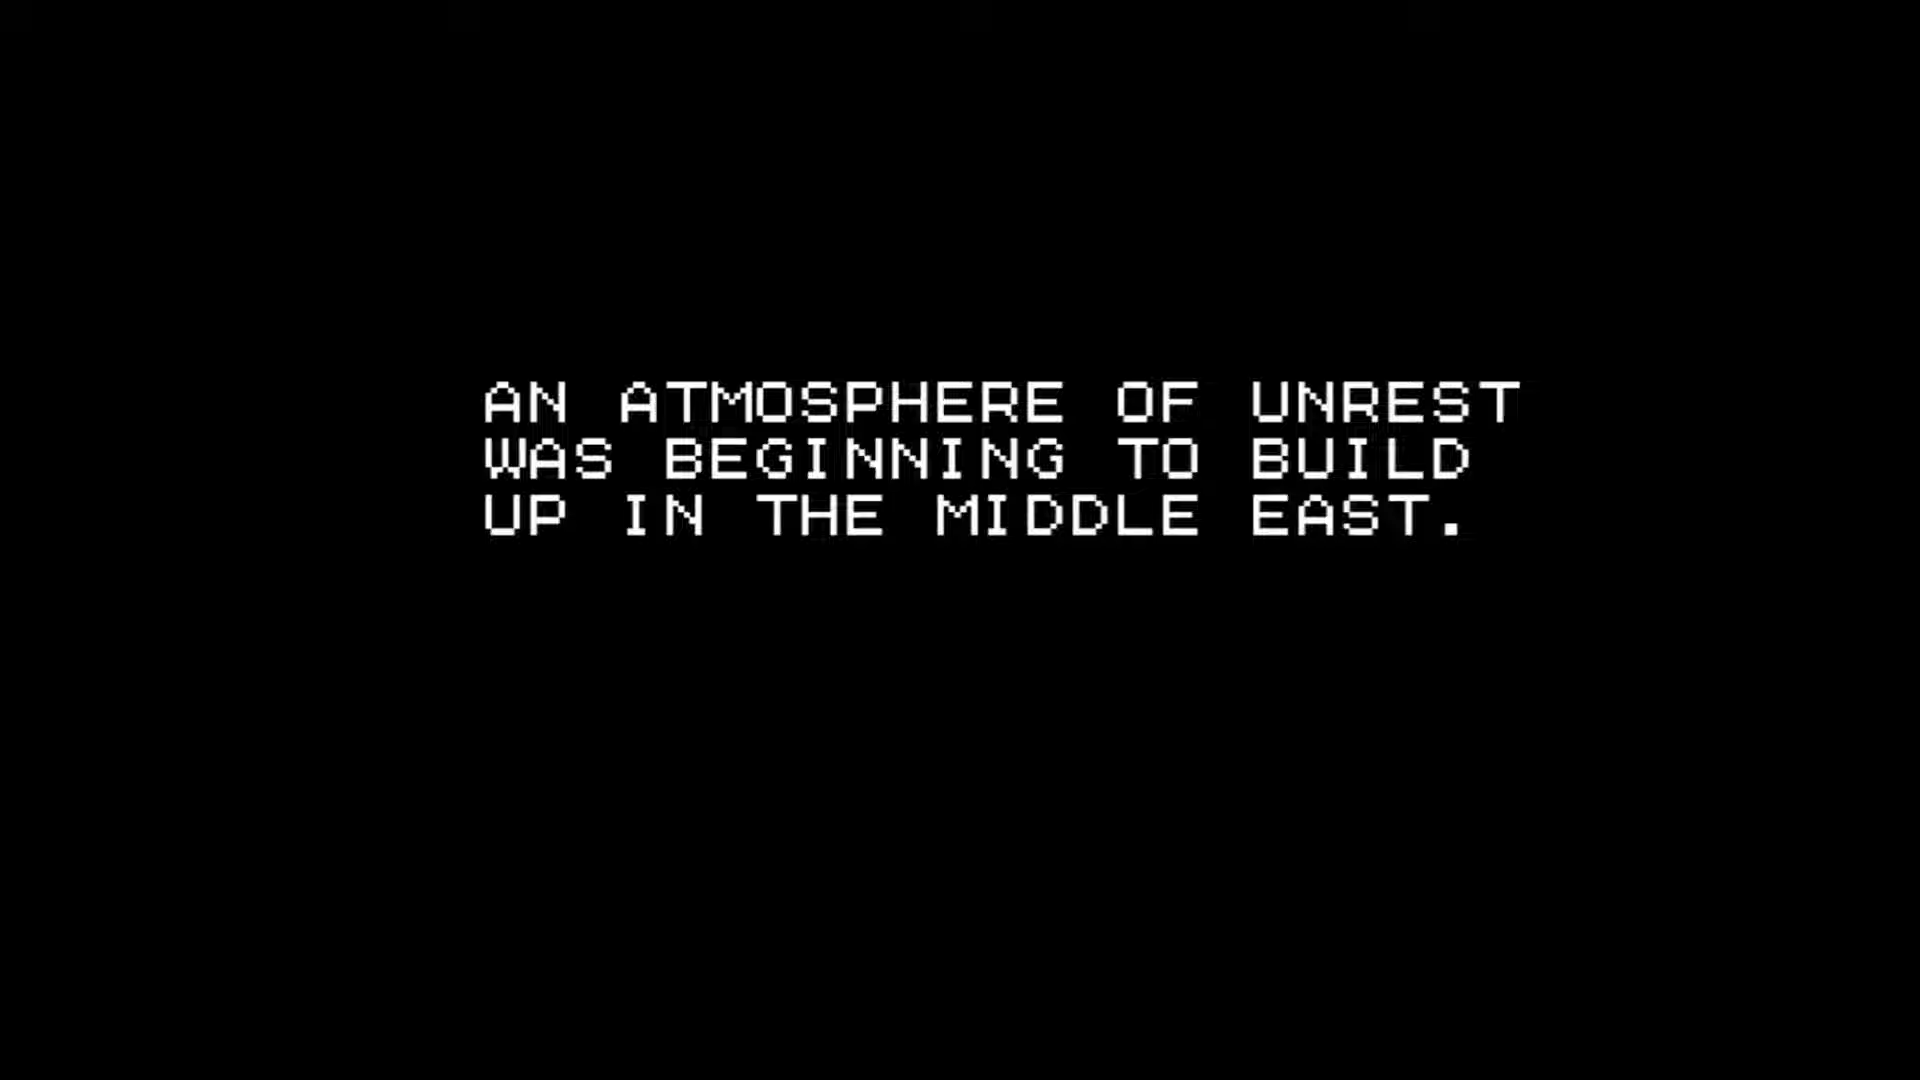 AN ATMOSPHERE OF UNREST
WAS BEGINNING TO BUILD
UP IN THE MIDDLE EAST.